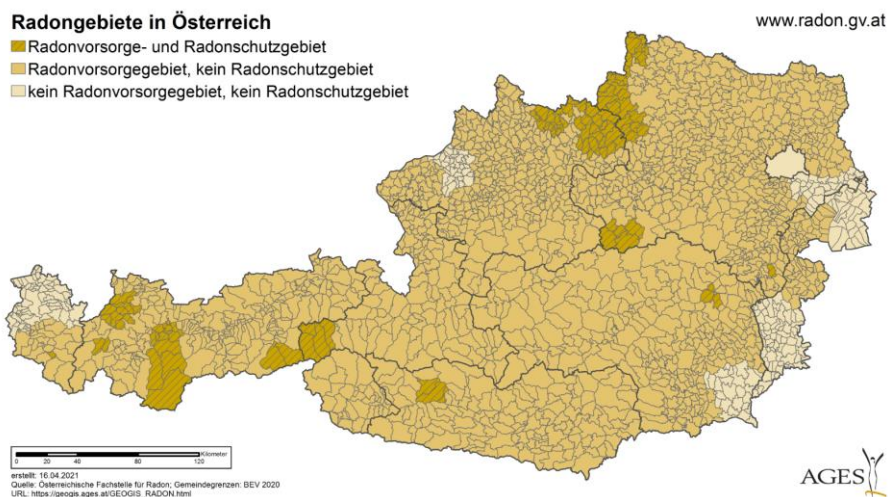 Radongebiete in Österreich
www.radon.gv.at
Radonvorsorge- und Radonschutzgebiet
Radonvorsorgegebiet, kein Radonschutzgebiet
kein Radonvorsorgegebiet, kein Radonschutzgebiet
Kilometer
0 20 40 80 120
erstellt: 16.04.2021
Quelle: Österreichische Fachstelle für Radon; Gemeindegrenzen: BEV 2020
URL: https://geogis.ages.at/GEOGIS_RADON.html
AGES